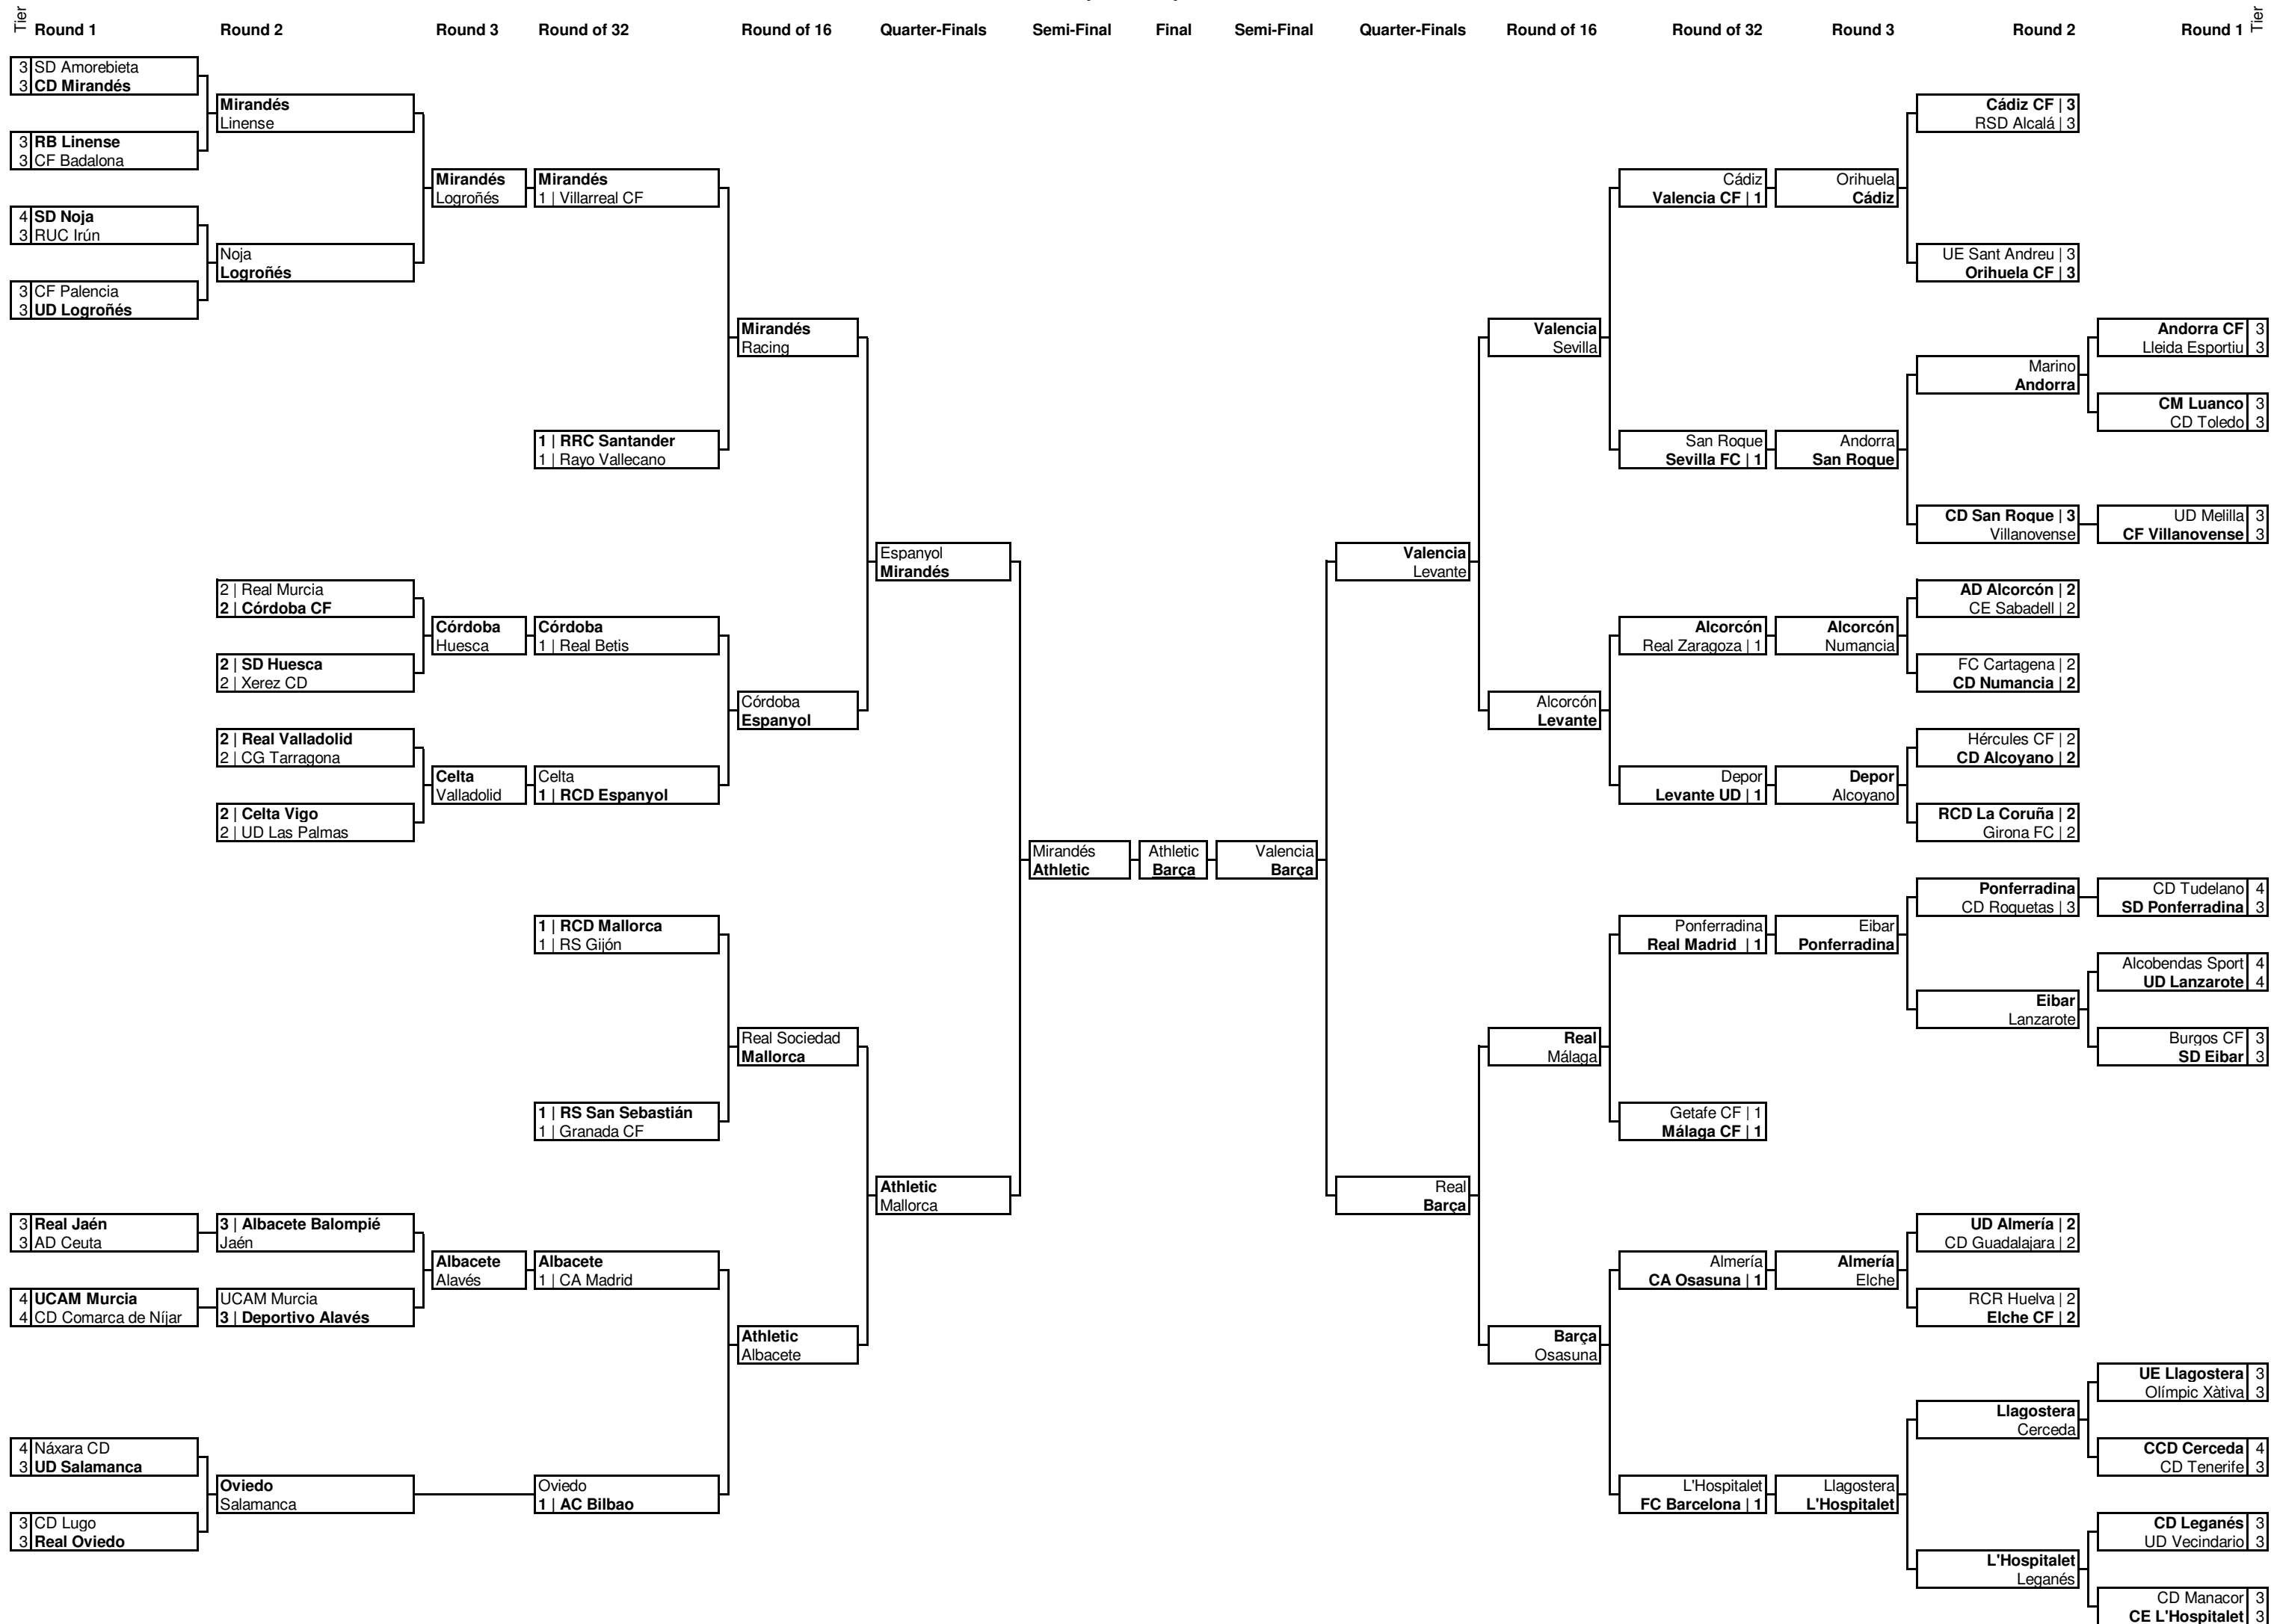 Tier Round 1 Round 2 Round 3 Round of 32 Round of 16 Quarter-Finals Semi-Final Final Semi-Final Quarter-Finals Round of 16 Round of 32 Round 3 Round 2 Round 1 Tier
3 SD Amorebieta
3 CD Mirandés
3 RB Linense
3 CF Badalona
4 SD Noja
3 RUC Irún
3 CF Palencia
3 UD Logroñés
3 Real Jaén
3 AD Ceuta
4 UCAM Murcia
4 CD Comarca de Níjar
4 Náxara CD
3 UD Salamanca
3 CD Lugo
3 Real Oviedo
Mirandés
Linense
Noja
Logroñés
2 | Real Murcia
2 | Córdoba CF
2 | SD Huesca
2 | Xerez CD
2 | Real Valladolid
2 | CG Tarragona
2 | Celta Vigo
2 | UD Las Palmas
3 | Albacete Balompié
Jaén
UCAM Murcia
3 | Deportivo Alavés
Oviedo
Salamanca
Mirandés
Logroñés
Córdoba
Huesca
Celta
Valladolid
Albacete
Alavés
Mirandés
1 | Villarreal CF
1 | RRC Santander
1 | Rayo Vallecano
Córdoba
1 | Real Betis
Celta
1 | RCD Espanyol
1 | RCD Mallorca
1 | RS Gijón
1 | RS San Sebastián
1 | Granada CF
Albacete
1 | CA Madrid
Oviedo
1 | AC Bilbao
Mirandés
Racing
Córdoba
Espanyol
Real Sociedad
Mallorca
Athletic
Albacete
Espanyol
Mirandés
Athletic
Mallorca
Mirandés
Athletic
Athletic
Barça
Valencia
Barça
Valencia
Levante
Real
Barça
Valencia
Sevilla
Alcorcón
Levante
Real
Málaga
Barça
Osasuna
Cádiz
Valencia CF | 1
San Roque
Sevilla FC | 1
Alcorcón
Real Zaragoza | 1
Depor
Levante UD | 1
Ponferradina
Real Madrid | 1
Getafe CF | 1
Málaga CF | 1
Almería
CA Osasuna | 1
L'Hospitalet
FC Barcelona | 1
Orihuela
Cádiz
Andorra
San Roque
Alcorcón
Numancia
Depor
Alcoyano
Eibar
Ponferradina
Almería
Elche
Llagostera
L'Hospitalet
Cádiz CF | 3
RSD Alcalá | 3
UE Sant Andreu | 3
Orihuela CF | 3
Marino
Andorra
CD San Roque | 3
Villanovense
AD Alcorcón | 2
CE Sabadell | 2
FC Cartagena | 2
CD Numancia | 2
Hércules CF | 2
CD Alcoyano | 2
RCD La Coruña | 2
Girona FC | 2
Ponferradina
CD Roquetas | 3
Eibar
Lanzarote
UD Almería | 2
CD Guadalajara | 2
RCR Huelva | 2
Elche CF | 2
Llagostera
Cerceda
L'Hospitalet
Leganés
Andorra CF 3
Lleida Esportiu 3
CM Luanco 3
CD Toledo 3
UD Melilla 3
CF Villanovense 3
CD Tudelano 4
SD Ponferradina 3
Alcobendas Sport 4
UD Lanzarote 4
Burgos CF 3
SD Eibar 3
UE Llagostera 3
Olímpic Xàtiva 3
CCD Cerceda 4
CD Tenerife 3
CD Leganés 3
UD Vecindario 3
CD Manacor 3
CE L'Hospitalet 3